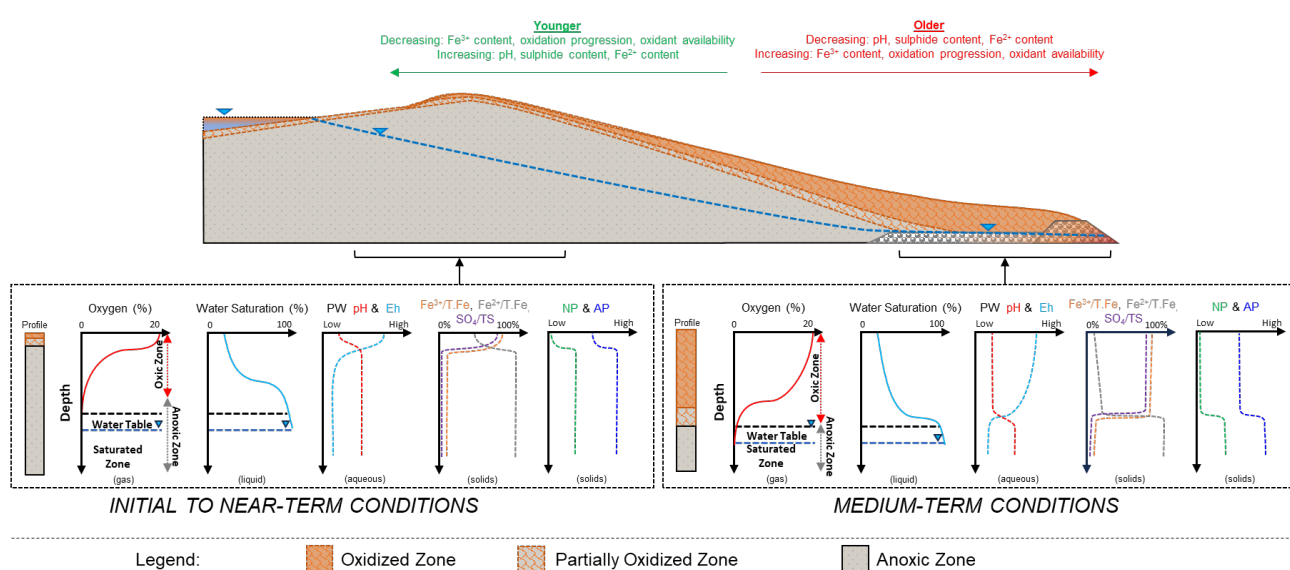 Younger
Decreasing: Fe³⁺ content, oxidation progression, oxidant availability
Increasing: pH, sulphide content, Fe²⁺ content
Older
Decreasing: pH, sulphide content, Fe²⁺ content
Increasing: Fe³⁺ content, oxidation progression, oxidant availability
Profile
Oxygen (%)
0 20
Depth
Oxic Zone
Anoxic Zone
Water Table
Saturated Zone
(gas)
Water Saturation (%)
0 100
(liquid)
PW pH & Eh
Low High
(aqueous)
Fe³⁺/T.Fe, Fe²⁺/T.Fe,
SO₄/TS
0% 100%
(solids)
NP & AP
Low High
(solids)
INITIAL TO NEAR-TERM CONDITIONS
Profile
Oxygen (%)
0 20
Depth
Oxic Zone
Anoxic Zone
Water Table
Saturated Zone
(gas)
Water Saturation (%)
0 100
(liquid)
PW pH & Eh
Low High
(aqueous)
Fe³⁺/T.Fe, Fe²⁺/T.Fe,
SO₄/TS
0% 100%
(solids)
NP & AP
Low High
(solids)
MEDIUM-TERM CONDITIONS
Legend:
Oxidized Zone
Partially Oxidized Zone
Anoxic Zone